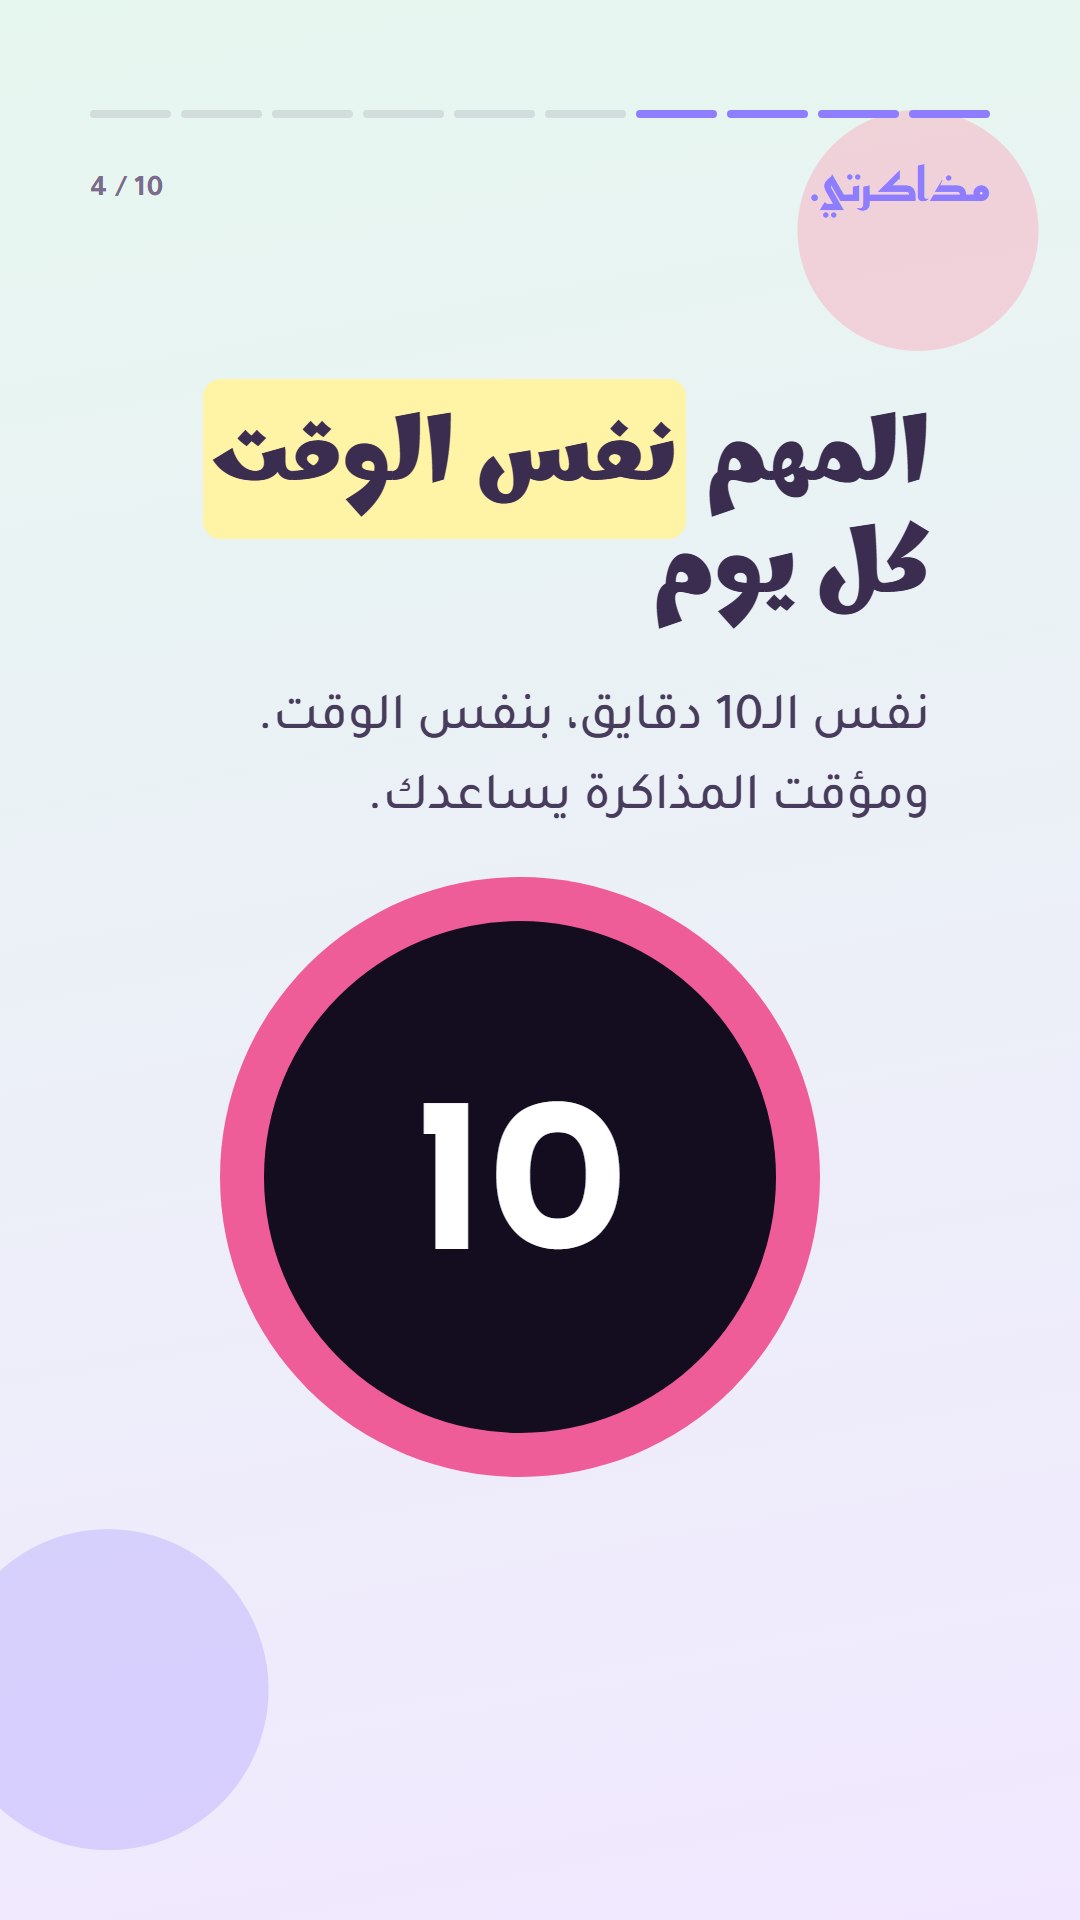 مذاكرتي.
4 / 10
المهم نفس الوقت
كل يوم
نفس الـ10 دقايق، بنفس الوقت.
ومؤقت المذاكرة يساعدك.
10